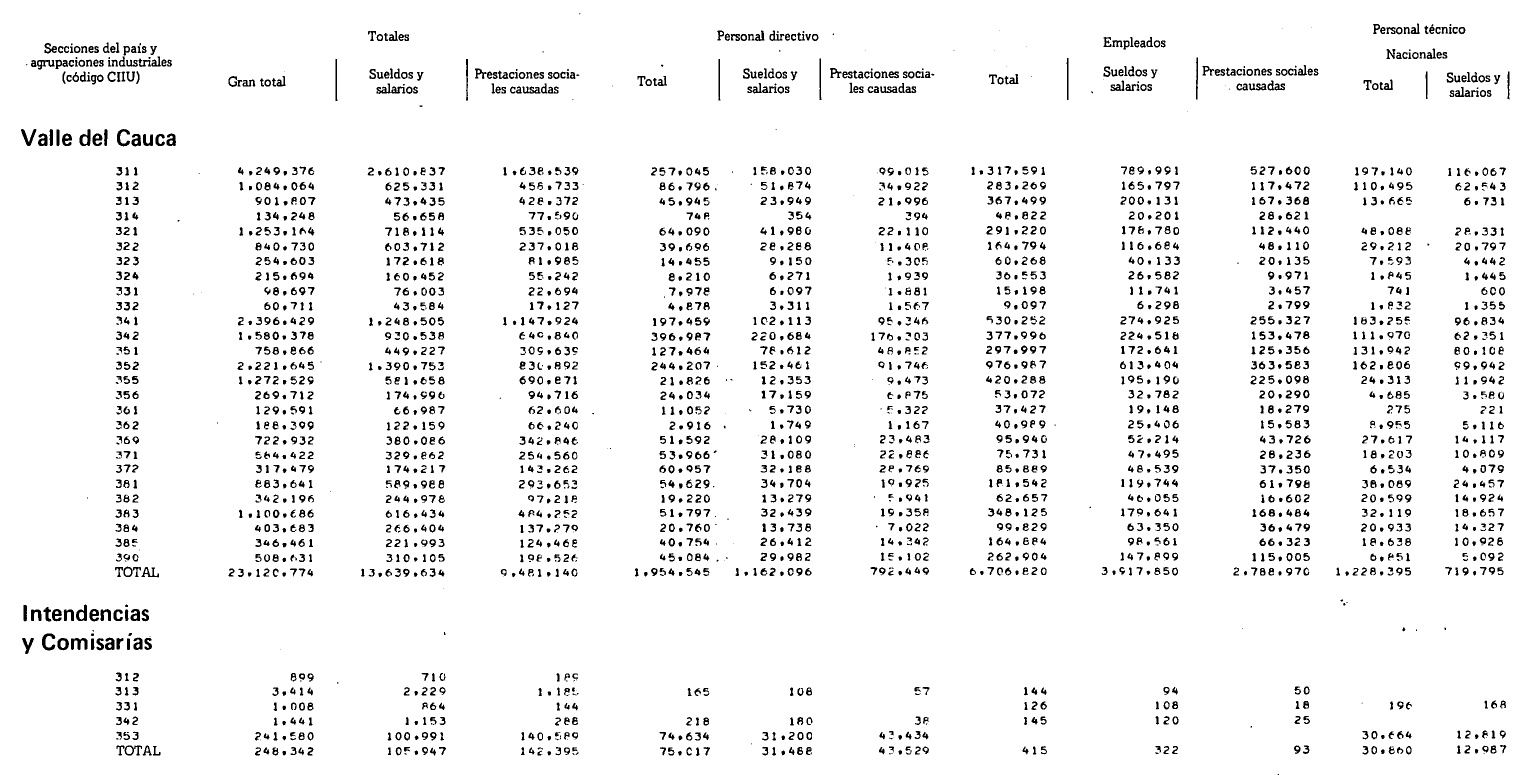 Totales Personal directivo Personal técnico
Secciones del país y agrupaciones industriales (código CIIU) Empleados Nacionales
Gran total Sueldos y salarios Prestaciones socia-les causadas Total Sueldos y salarios Prestaciones socia-les causadas Total Sueldos y salarios Prestaciones sociales causadas Total Sueldos y salarios
Valle del Cauca
311 4.249.376 2.610.837 1.638.539 257.045 158.030 99.015 1.317.591 789.991 527.600 197.140 116.067
312 1.084.064 625.331 458.733 86.796 51.874 34.922 283.269 165.797 117.472 110.495 62.543
313 901.807 473.435 428.372 45.945 23.949 21.996 367.499 200.131 167.368 13.665 6.731
314 134.248 56.658 77.590 748 354 394 48.822 20.201 28.621
321 1.253.164 718.114 535.050 64.090 41.980 22.110 291.220 178.780 112.440 48.088 28.331
322 840.730 603.712 237.018 39.696 28.288 11.408 164.794 116.684 48.110 29.212 20.797
323 254.603 172.618 81.985 14.455 9.150 5.305 60.268 40.133 20.135 7.593 4.442
324 215.694 160.452 55.242 8.210 6.271 1.939 36.553 26.582 9.971 1.845 1.445
331 98.697 76.003 22.694 7.978 6.097 1.881 15.198 11.741 3.457 741 600
332 60.711 43.584 17.127 4.878 3.311 1.567 9.097 6.298 2.799 1.832 1.355
341 2.396.429 1.248.505 1.147.924 197.459 102.113 95.346 530.252 274.925 255.327 183.255 96.834
342 1.580.378 930.538 649.840 396.987 220.684 176.303 377.996 224.518 153.478 111.970 62.351
351 758.866 449.227 309.639 127.464 78.612 48.852 297.997 172.641 125.356 131.942 80.108
352 2.221.645 1.390.753 830.892 244.207 152.461 91.746 976.987 613.404 363.583 162.806 99.942
355 1.272.529 581.658 690.871 21.826 12.353 9.473 420.288 195.190 225.098 24.313 11.942
356 269.712 174.996 94.716 24.034 17.159 6.875 53.072 32.782 20.290 4.685 3.580
361 129.591 66.987 62.604 11.052 5.730 5.322 37.427 19.148 18.279 275 221
362 188.399 122.159 66.240 2.916 1.749 1.167 40.989 25.406 15.583 8.955 5.116
369 722.932 380.086 342.846 51.592 28.109 23.483 95.940 52.214 43.726 27.617 14.117
371 584.422 329.862 254.560 53.966 31.080 22.886 75.731 47.495 28.236 18.203 10.809
372 317.479 174.217 143.262 60.957 32.188 28.769 85.889 48.539 37.350 6.534 4.079
381 883.641 589.988 293.653 54.629 34.704 19.925 181.542 119.744 61.798 38.089 24.457
382 342.196 244.978 97.218 19.220 13.279 5.941 62.657 46.055 16.602 20.599 14.924
383 1.100.686 616.434 484.252 51.797 32.439 19.358 348.125 179.641 168.484 32.119 18.657
384 403.683 266.404 137.279 20.760 13.738 7.022 99.829 63.350 36.479 20.933 14.327
385 346.461 221.993 124.468 40.754 26.412 14.342 164.884 98.561 66.323 18.638 10.928
390 508.631 310.105 198.526 45.084 29.982 15.102 262.904 147.899 115.005 6.851 5.092
TOTAL 23.120.774 13.639.634 9.481.140 1.954.545 1.162.096 792.449 6.706.820 3.917.850 2.788.970 1.228.395 719.795
Intendencias
y Comisarías
312 899 710 189
313 3.414 2.229 1.185 165 108 57 144 94 50
331 1.008 864 144 126 108 18 196 168
342 1.441 1.153 288 218 180 38 145 120 25
353 241.580 100.991 140.589 74.634 31.200 43.434 30.664 12.819
TOTAL 248.342 105.947 142.395 75.017 31.488 43.529 415 322 93 30.860 12.987